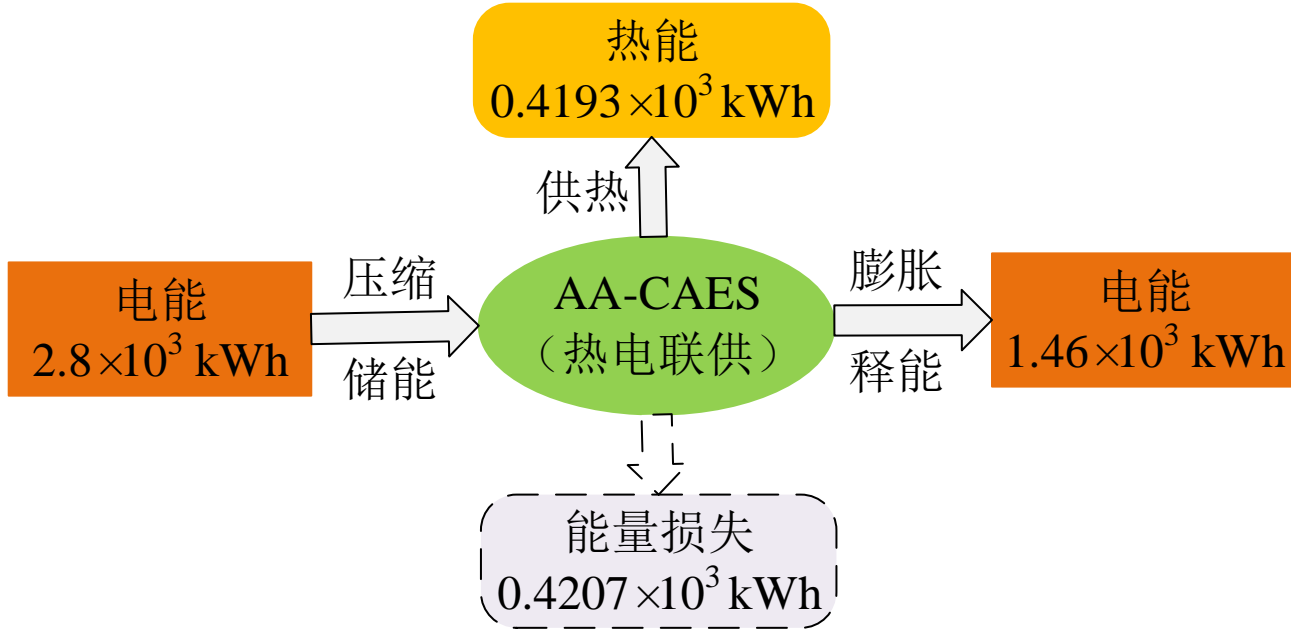 热能
0.4193×10³ kWh
供热
电能
2.8×10³ kWh
压缩
储能
AA-CAES
（热电联供）
膨胀
释能
电能
1.46×10³ kWh
能量损失
0.4207×10³ kWh